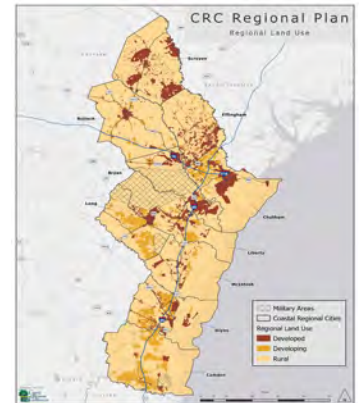 CRC Regional Plan
Regional Land Use
Screven
Effingham
Bulloch
Bryan
Long
Chatham
Liberty
McIntosh
Glynn
Camden
Military Areas
Coastal Regional Cities
Regional Land Use
Developed
Developing
Rural